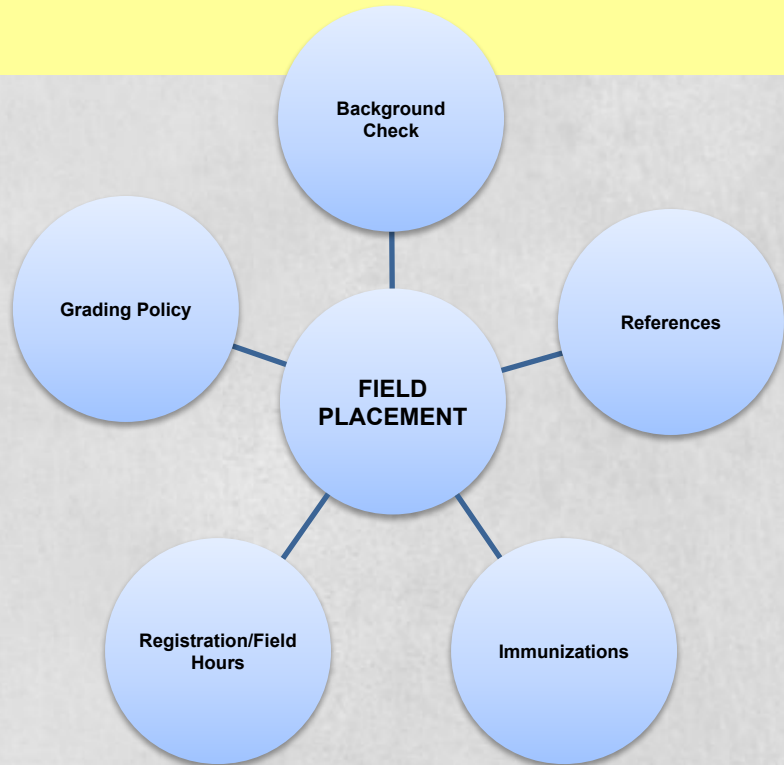 Background
Check
Grading Policy
References
FIELD
PLACEMENT
Registration/Field
Hours
Immunizations